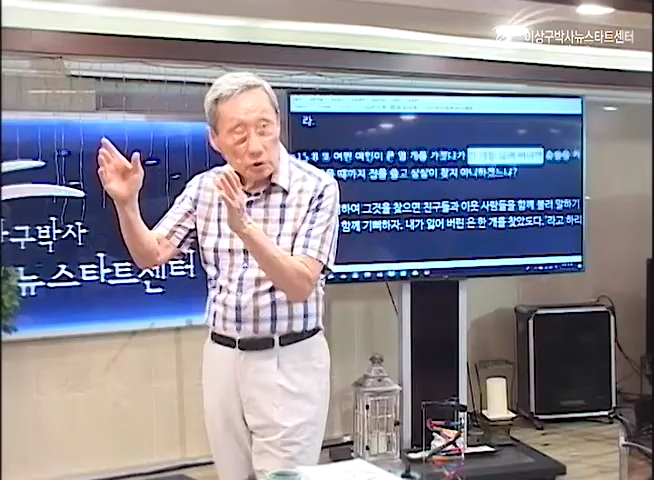 이상구박사뉴스타트센터
라.
15:8 또 어떤 여인이 은 열 개를 가졌다가
때까지 정를 쓸고 살살이 찾지 아니하겠느냐?
하여 그것을 찾으면 친구들과 이웃 사람들을 함께 불러 말하기
함께 기뻐하자. 내가 잃어 버린 은 한 개를 찾았도다.'라고 하리
구박사
뉴스타트센터